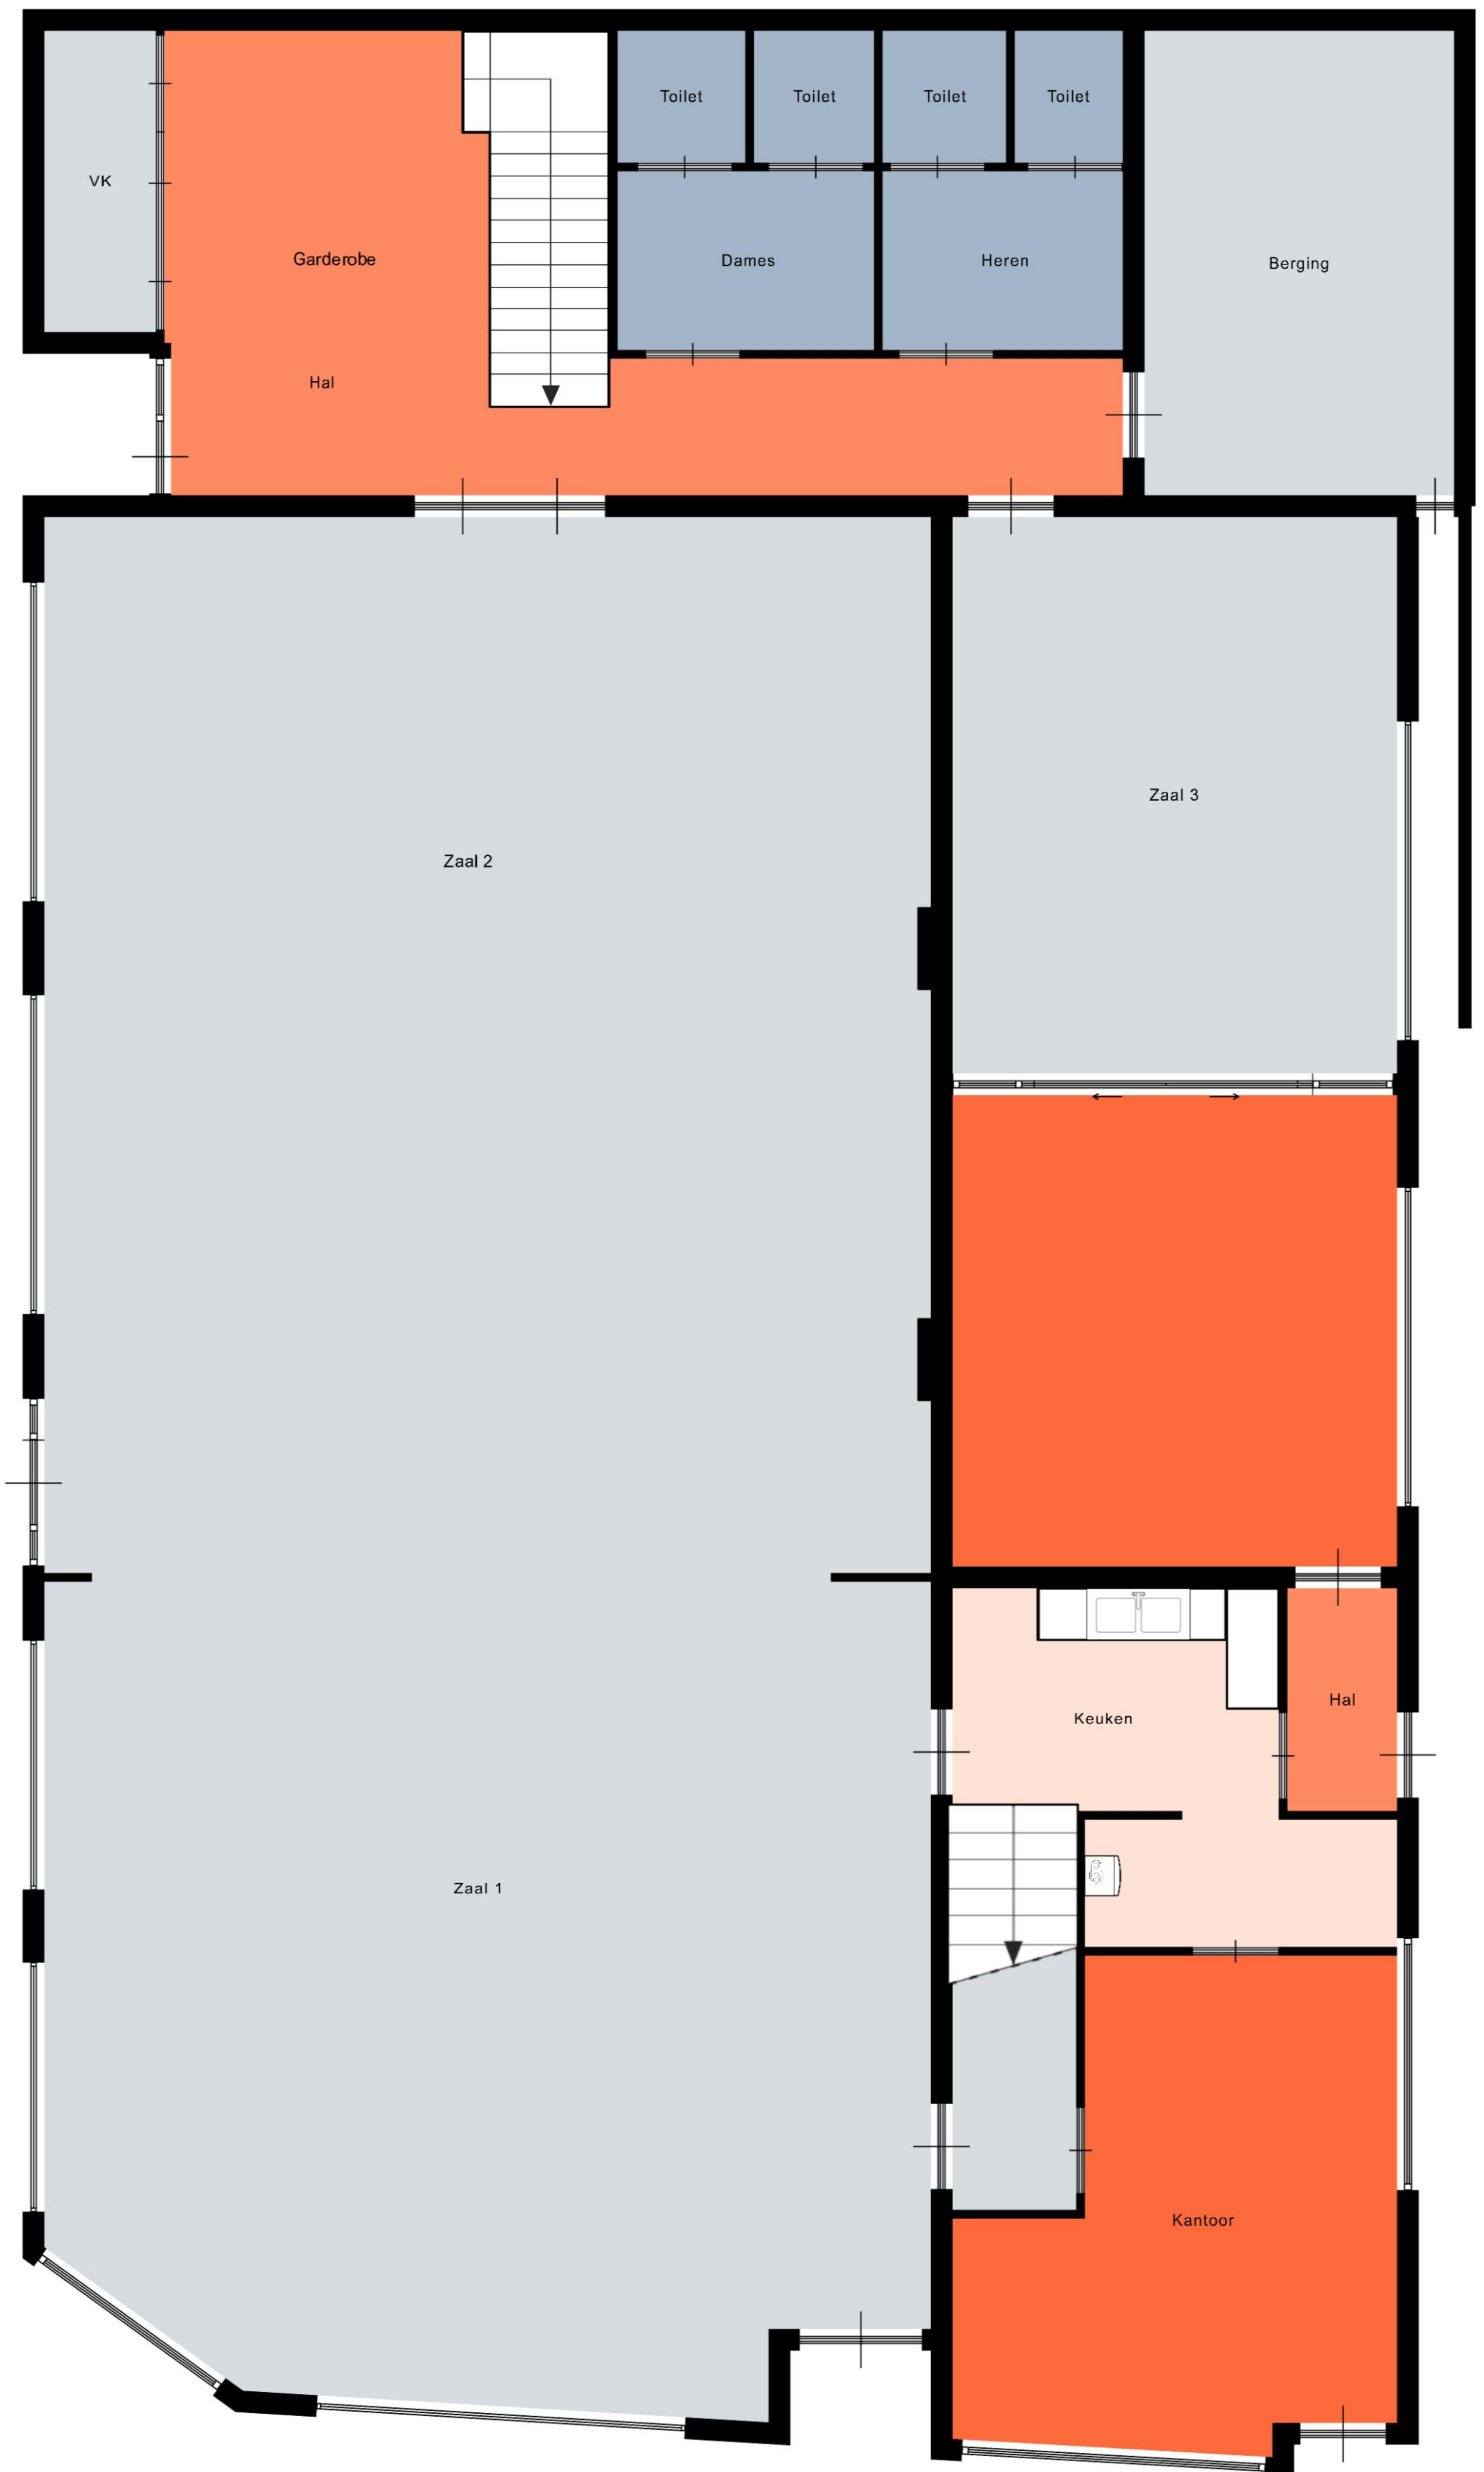 Toilet
Toilet
Toilet
Toilet
VK
Garderobe
Dames
Heren
Berging
Hal
Zaal 3
Zaal 2
Hal
Keuken
Zaal 1
Kantoor